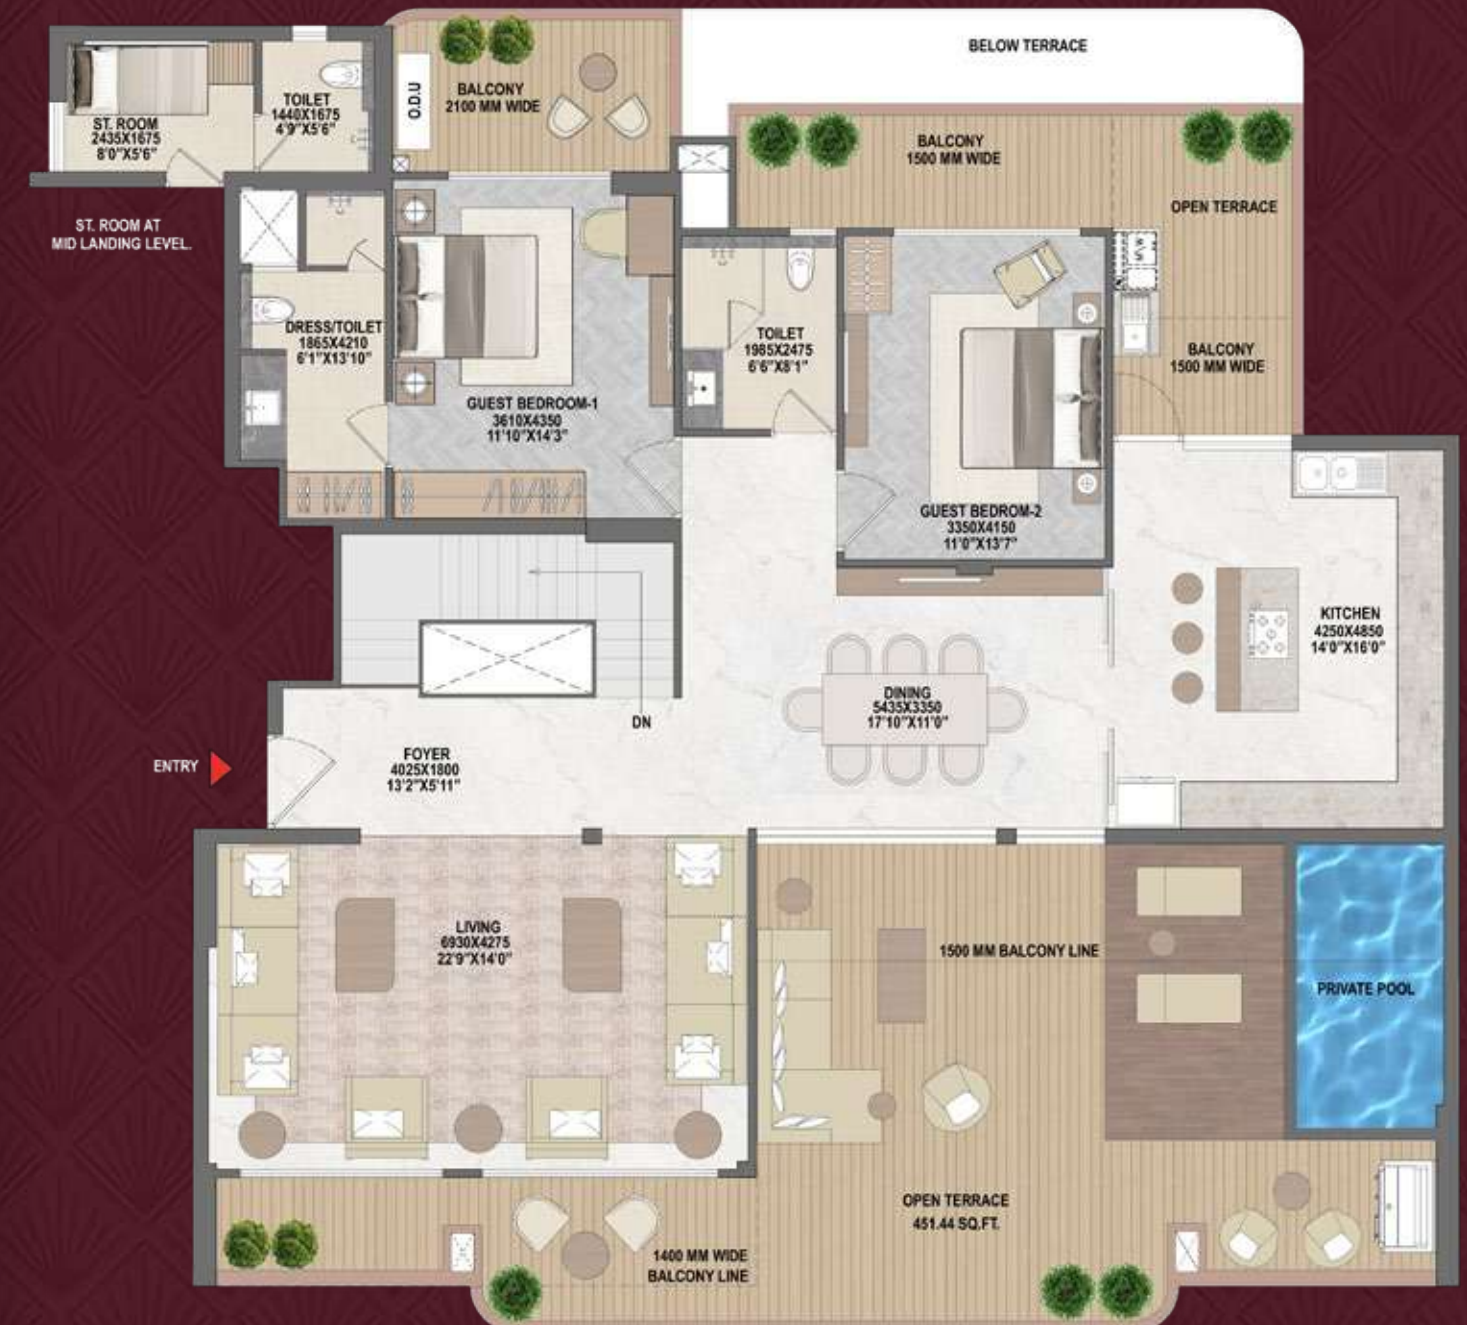 BELOW TERRACE
O.D.U
BALCONY
2100 MM WIDE
ST. ROOM
2435X1675
8'0"X5'6"
TOILET
1440X1675
4'9"X5'6"
BALCONY
1500 MM WIDE
OPEN TERRACE
ST. ROOM AT
MID LANDING LEVEL.
M/W
DRESS/TOILET
1865X4210
6'1"X13'10"
TOILET
1985X2475
6'6"X8'1"
BALCONY
1500 MM WIDE
GUEST BEDROOM-1
3610X4350
11'10"X14'3"
GUEST BEDROM-2
3350X4150
11'0"X13'7"
KITCHEN
4250X4850
14'0"X16'0"
DINING
5435X3350
17'10"X11'0"
DN
ENTRY
FOYER
4025X1800
13'2"X5'11"
LIVING
6930X4275
22'9"X14'0"
1500 MM BALCONY LINE
PRIVATE POOL
OPEN TERRACE
451.44 SQ.FT.
1400 MM WIDE
BALCONY LINE